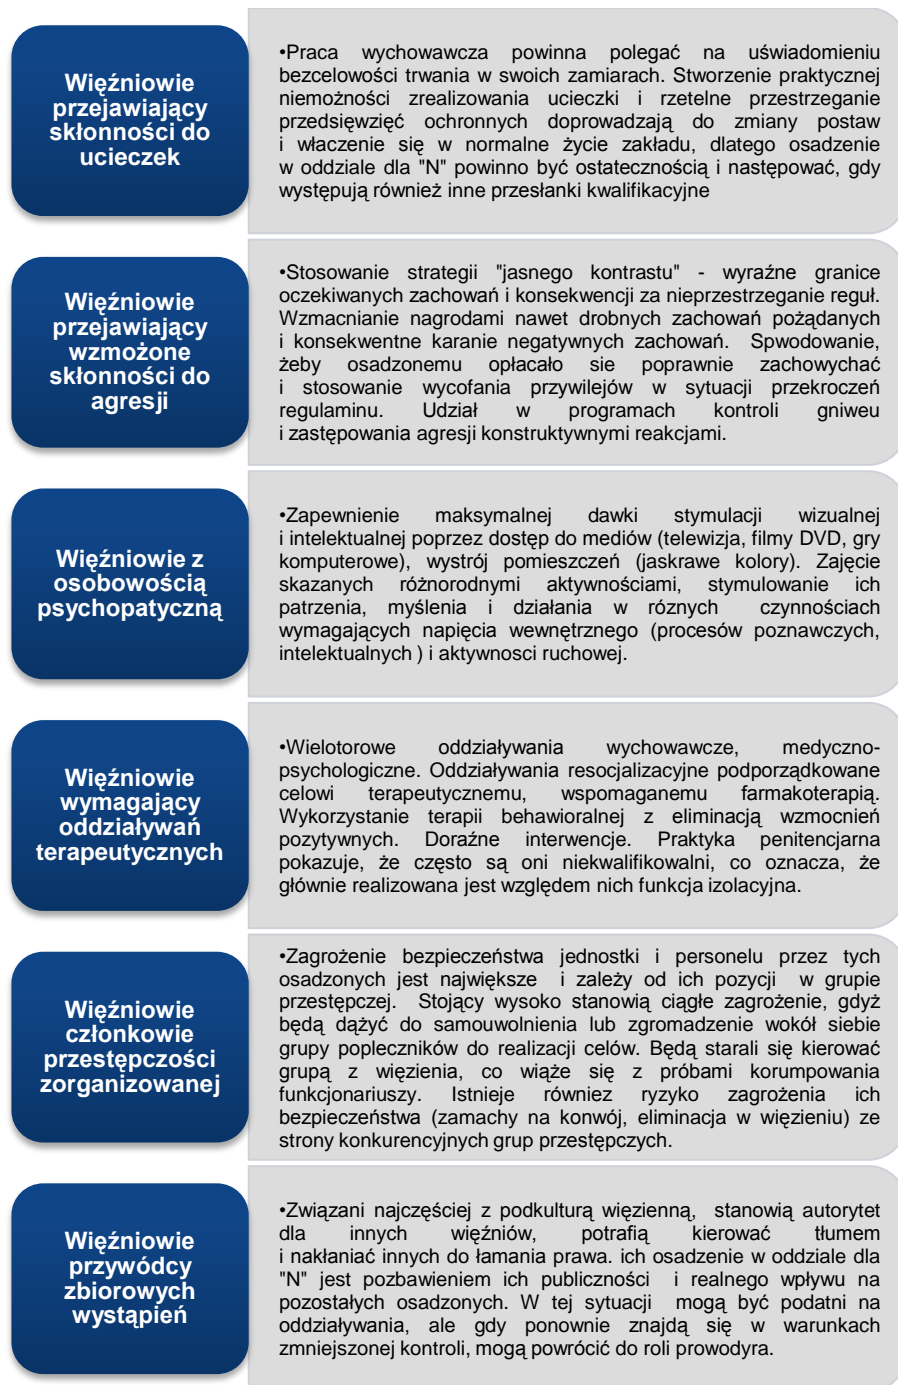 Więźniowie
przejawiający
skłonności do
ucieczek
•Praca wychowawcza powinna polegać na uświadomieniu
bezcelowości trwania w swoich zamiarach. Stworzenie praktycznej
niemożności zrealizowania ucieczki i rzetelne przestrzeganie
przedsięwzięć ochronnych doprowadzają do zmiany postaw
i właczenie się w normalne życie zakładu, dlatego osadzenie
w oddziale dla "N" powinno być ostatecznością i następować, gdy
występują również inne przesłanki kwalifikacyjne
Więźniowie
przejawiający
wzmożone
skłonności do
agresji
•Stosowanie strategii "jasnego kontrastu" - wyraźne granice
oczekiwanych zachowań i konsekwencji za nieprzestrzeganie reguł.
Wzmacnianie nagrodami nawet drobnych zachowań pożądanych
i konsekwentne karanie negatywnych zachowań. Spwodowanie,
żeby osadzonemu opłacało sie poprawnie zachowychać
i stosowanie wycofania przywilejów w sytuacji przekroczeń
regulaminu. Udział w programach kontroli gniweu
i zastępowania agresji konstruktywnymi reakcjami.
Więźniowie z
osobowością
psychopatyczną
•Zapewnienie maksymalnej dawki stymulacji wizualnej
i intelektualnej poprzez dostęp do mediów (telewizja, filmy DVD, gry
komputerowe), wystrój pomieszczeń (jaskrawe kolory). Zajęcie
skazanych różnorodnymi aktywnościami, stymulowanie ich
patrzenia, myślenia i działania w róznych czynnościach
wymagających napięcia wewnętrznego (procesów poznawczych,
intelektualnych ) i aktywnosci ruchowej.
Więźniowie
wymagający
oddziaływań
terapeutycznych
•Wielotorowe oddziaływania wychowawcze, medyczno-
psychologiczne. Oddziaływania resocjalizacyjne podporządkowane
celowi terapeutycznemu, wspomaganemu farmakoterapią.
Wykorzystanie terapii behawioralnej z eliminacją wzmocnień
pozytywnych. Doraźne interwencje. Praktyka penitencjarna
pokazuje, że często są oni niekwalifikowalni, co oznacza, że
głównie realizowana jest względem nich funkcja izolacyjna.
Więźniowie
członkowie
przestępczości
zorganizowanej
•Zagrożenie bezpieczeństwa jednostki i personelu przez tych
osadzonych jest największe i zależy od ich pozycji w grupie
przestępczej. Stojący wysoko stanowią ciągłe zagrożenie, gdyż
będą dążyć do samouwolnienia lub zgromadzenie wokół siebie
grupy popleczników do realizacji celów. Będą starali się kierować
grupą z więzienia, co wiąże się z próbami korumpowania
funkcjonariuszy. Istnieje równiez ryzyko zagrożenia ich
bezpieczeństwa (zamachy na konwój, eliminacja w więzieniu) ze
strony konkurencyjnych grup przestępczych.
Więźniowie
przywódcy
zbiorowych
wystąpień
•Związani najczęściej z podkulturą więzienną, stanowią autorytet
dla innych więźniów, potrafią kierować tłumem
i nakłaniać innych do łamania prawa. ich osadzenie w oddziale dla
"N" jest pozbawieniem ich publiczności i realnego wpływu na
pozostałych osadzonych. W tej sytuacji mogą być podatni na
oddziaływania, ale gdy ponownie znajdą się w warunkach
zmniejszonej kontroli, mogą powrócić do roli prowodyra.